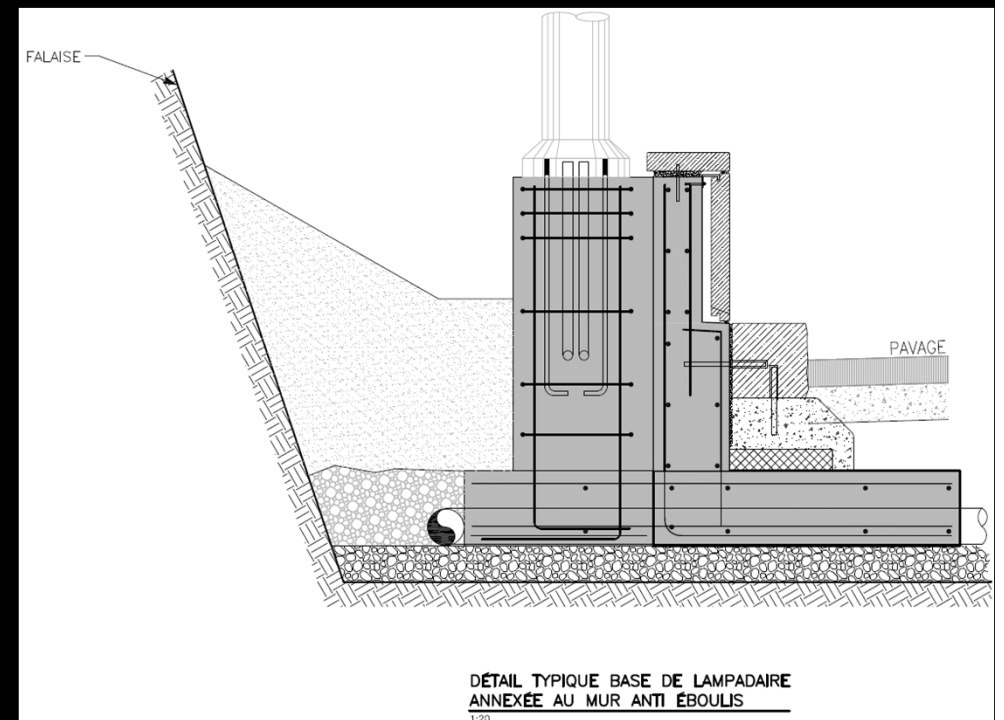 FALAISE
PAVAGE
DÉTAIL TYPIQUE BASE DE LAMPADAIRE
ANNEXÉE AU MUR ANTI ÉBOULIS
1:20